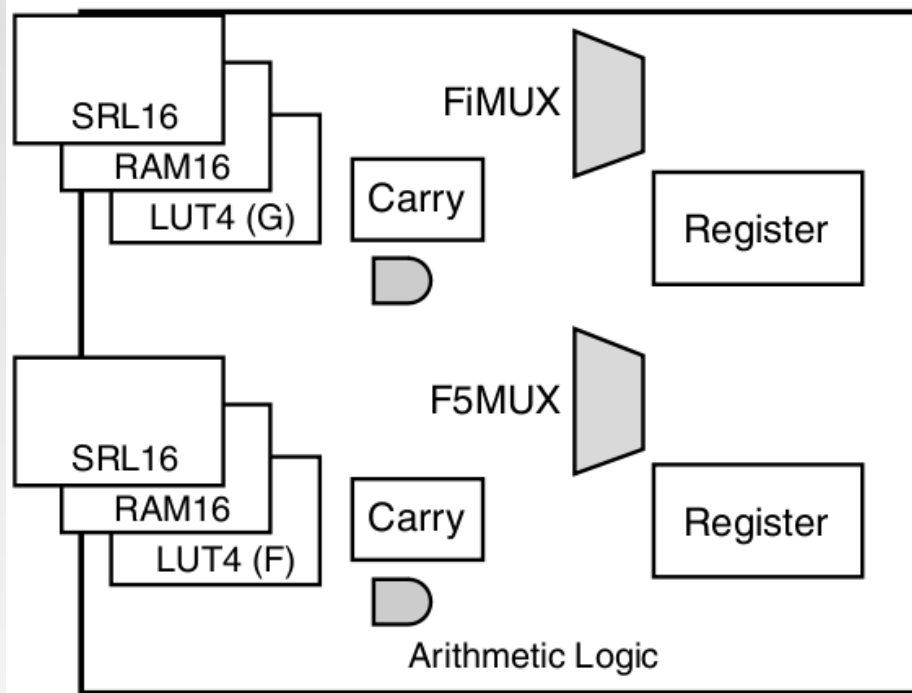 SRL16
RAM16
LUT4 (G)
Carry
FiMUX
Register
SRL16
RAM16
LUT4 (F)
Carry
F5MUX
Register
Arithmetic Logic